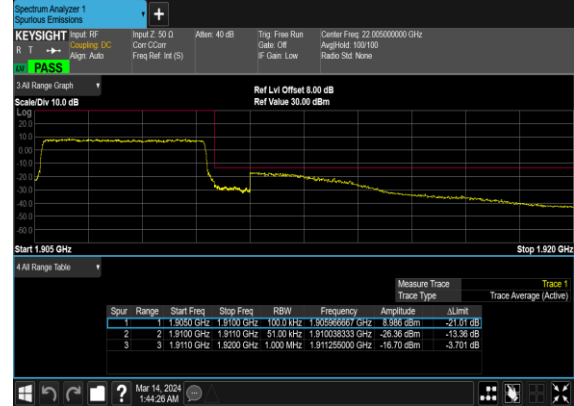 Spectrum Analyzer 1
Spurious Emissions
+
KEYSIGHT Input: RF Input Z: 50 Ω Atten: 40 dB Trig: Free Run Center Freq: 22.005000000 GHz
R T Coupling: DC Corr CCorr Gate: Off Avg|Hold: 100/100
Align: Auto Freq Ref: Int (S) IF Gain: Low Radio Std: None
LVI PASS
3 All Range Graph
Ref Lvl Offset 8.00 dB
Scale/Div 10.0 dB Ref Value 30.00 dBm
Log
20.0
10.0
0.00
-10.0
-20.0
-30.0
-40.0
-50.0
-60.0
Start 1.905 GHz Stop 1.920 GHz
4 All Range Table
Measure Trace Trace 1
Trace Type Trace Average (Active)
Spur Range Start Freq Stop Freq RBW Frequency Amplitude ΔLimit
1 1 1.9050 GHz 1.9100 GHz 100.0 kHz 1.905966667 GHz 8.986 dBm -21.01 dB
2 2 1.9100 GHz 1.9110 GHz 51.00 kHz 1.910038333 GHz -26.36 dBm -13.36 dB
3 3 1.9110 GHz 1.9200 GHz 1.000 MHz 1.911255000 GHz -16.70 dBm -3.701 dB
? Mar 14, 2024
1:44:26 AM